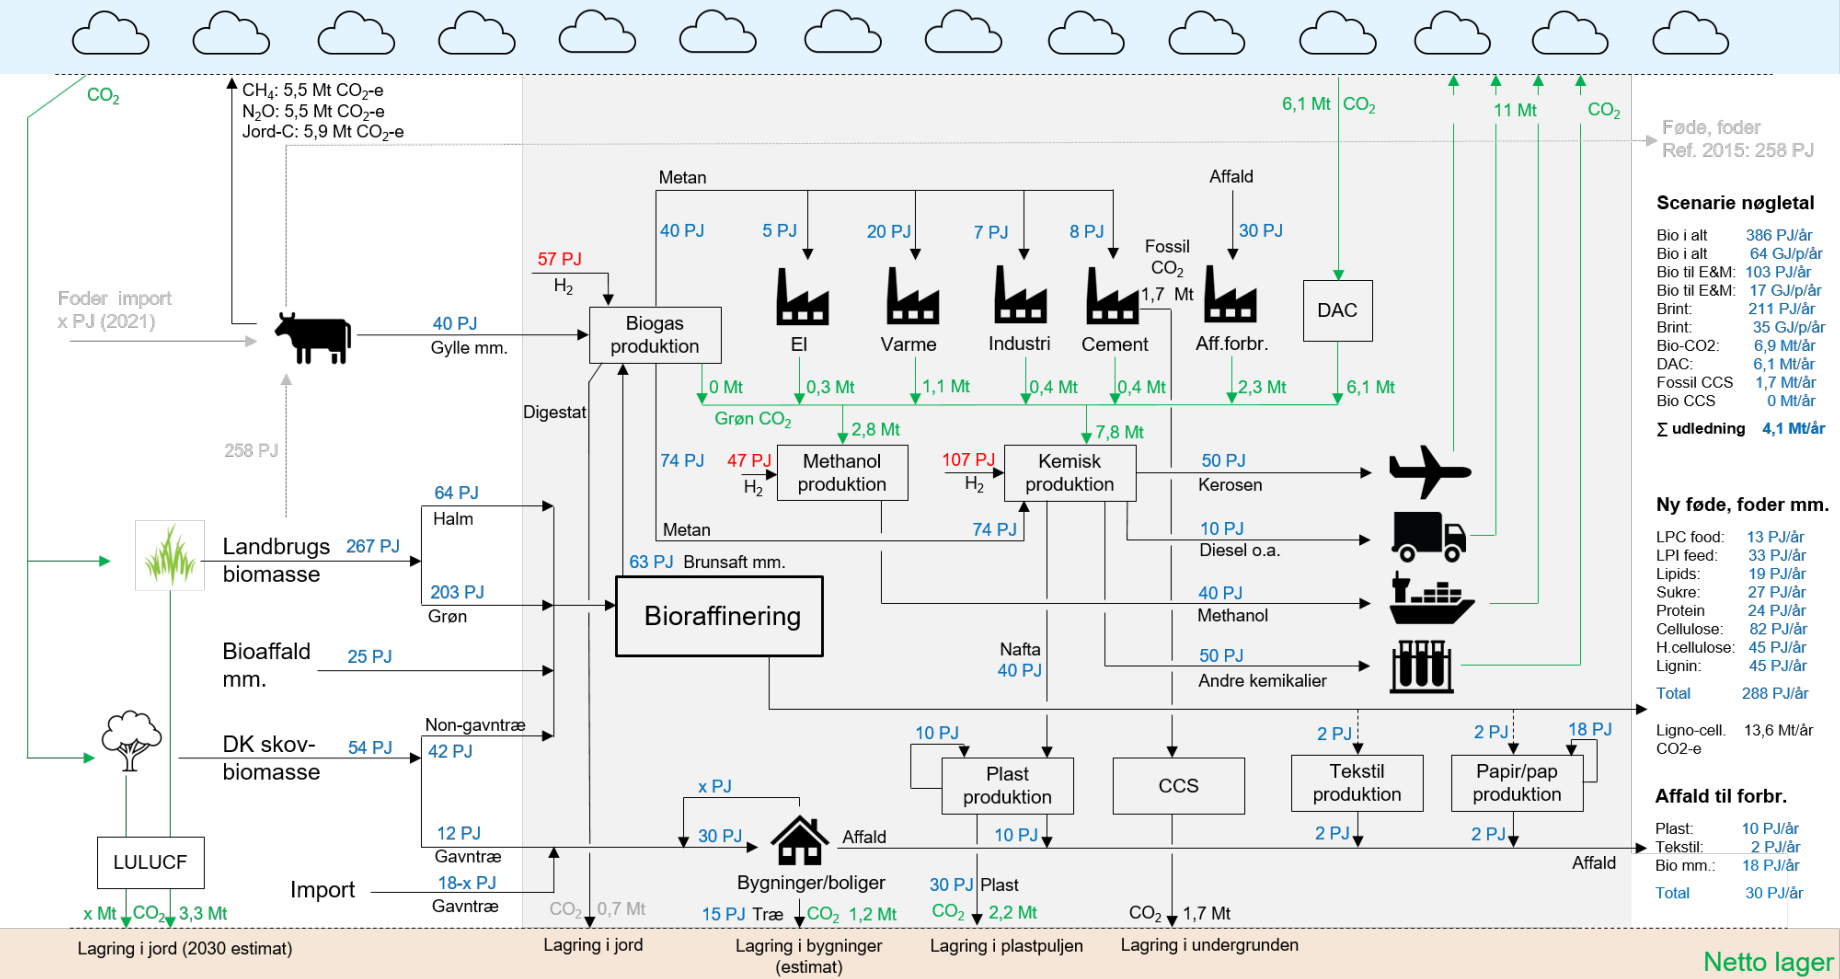 CO2
CH4: 5,5 Mt CO2-e
N2O: 5,5 Mt CO2-e
Jord-C: 5,9 Mt CO2-e
6,1 Mt CO2
11 Mt
CO2
Føde, foder
Ref. 2015: 258 PJ
Metan
Affald
40 PJ
5 PJ
20 PJ
7 PJ
8 PJ
30 PJ
Fossil
CO2
1,7 Mt
57 PJ
H2
Foder import
x PJ (2021)
40 PJ
Gylle mm.
Biogas
produktion
El
Varme
Industri
Cement
Aff.forbr.
DAC
0 Mt
0,3 Mt
1,1 Mt
0,4 Mt
0,4 Mt
2,3 Mt
6,1 Mt
Digestat
Grøn CO2
2,8 Mt
7,8 Mt
258 PJ
74 PJ
47 PJ
H2
Methanol
produktion
107 PJ
H2
Kemisk
produktion
50 PJ
Kerosen
64 PJ
Halm
Metan
74 PJ
10 PJ
Diesel o.a.
Landbrugs
biomasse
267 PJ
63 PJ Brunsaft mm.
203 PJ
Grøn
Bioraffinering
40 PJ
Methanol
Bioaffald
mm.
25 PJ
Nafta
40 PJ
50 PJ
Andre kemikalier
Non-gavntræ
42 PJ
DK skov-
biomasse
54 PJ
10 PJ
2 PJ
2 PJ
18 PJ
Plast
produktion
CCS
Tekstil
produktion
Papir/pap
produktion
x PJ
12 PJ
Gavntræ
30 PJ
Affald
10 PJ
2 PJ
2 PJ
Affald
LULUCF
Import
18-x PJ
Gavntræ
Bygninger/boliger
30 PJ Plast
x Mt CO2 3,3 Mt
CO2 0,7 Mt
15 PJ Træ CO2 1,2 Mt
CO2 2,2 Mt
CO2 1,7 Mt
Lagring i jord (2030 estimat)
Lagring i jord
Lagring i bygninger
(estimat)
Lagring i plastpuljen
Lagring i undergrunden
Netto lager
Scenarie nøgletal
Bio i alt 386 PJ/år
Bio i alt 64 GJ/p/år
Bio til E&M: 103 PJ/år
Bio til E&M: 17 GJ/p/år
Brint: 211 PJ/år
Brint: 35 GJ/p/år
Bio-CO2: 6,9 Mt/år
DAC: 6,1 Mt/år
Fossil CCS 1,7 Mt/år
Bio CCS 0 Mt/år
∑ udledning 4,1 Mt/år
Ny føde, foder mm.
LPC food: 13 PJ/år
LPI feed: 33 PJ/år
Lipids: 19 PJ/år
Sukre: 27 PJ/år
Protein 24 PJ/år
Cellulose: 82 PJ/år
H.cellulose: 45 PJ/år
Lignin: 45 PJ/år
Total 288 PJ/år
Ligno-cell. 13,6 Mt/år
CO2-e
Affald til forbr.
Plast: 10 PJ/år
Tekstil: 2 PJ/år
Bio mm.: 18 PJ/år
Total 30 PJ/år